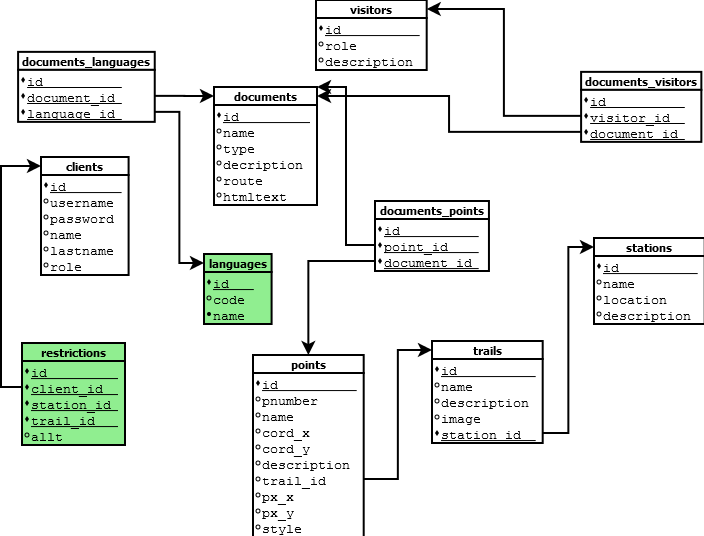 visitors
id
role
description
documents_languages
id
document_id
language_id
documents_visitors
id
visitor_id
document_id
documents
id
name
type
decription
route
htmltext
clients
id
username
password
name
lastname
role
documents_points
id
point_id
document_id
stations
id
name
location
description
languages
id
code
name
restrictions
id
client_id
station_id
trail_id
allt
trails
id
name
description
image
station_id
points
id
pnumber
name
cord_x
cord_y
description
trail_id
px_x
px_y
style